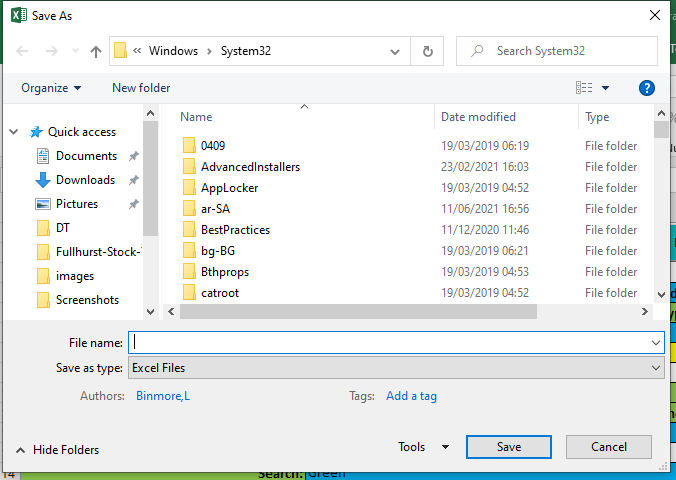 Save As
« Windows > System32
Search System32
Organize
New folder
Name
Date modified
Type
Quick access
Documents
Downloads
Pictures
DT
Fullhurst-Stock-
images
Screenshots
0409 19/03/2019 06:19 File folder
AdvancedInstallers 23/02/2021 16:03 File folder
AppLocker 19/03/2019 04:52 File folder
ar-SA 11/06/2021 16:56 File folder
BestPractices 11/12/2020 11:46 File folder
bg-BG 19/03/2019 06:21 File folder
Bthprops 19/03/2019 04:53 File folder
catroot 19/03/2019 04:52 File folder
File name:
Save as type: Excel Files
Authors: Binmore,L
Tags: Add a tag
Hide Folders
Tools
Save
Cancel
14
Search: Green